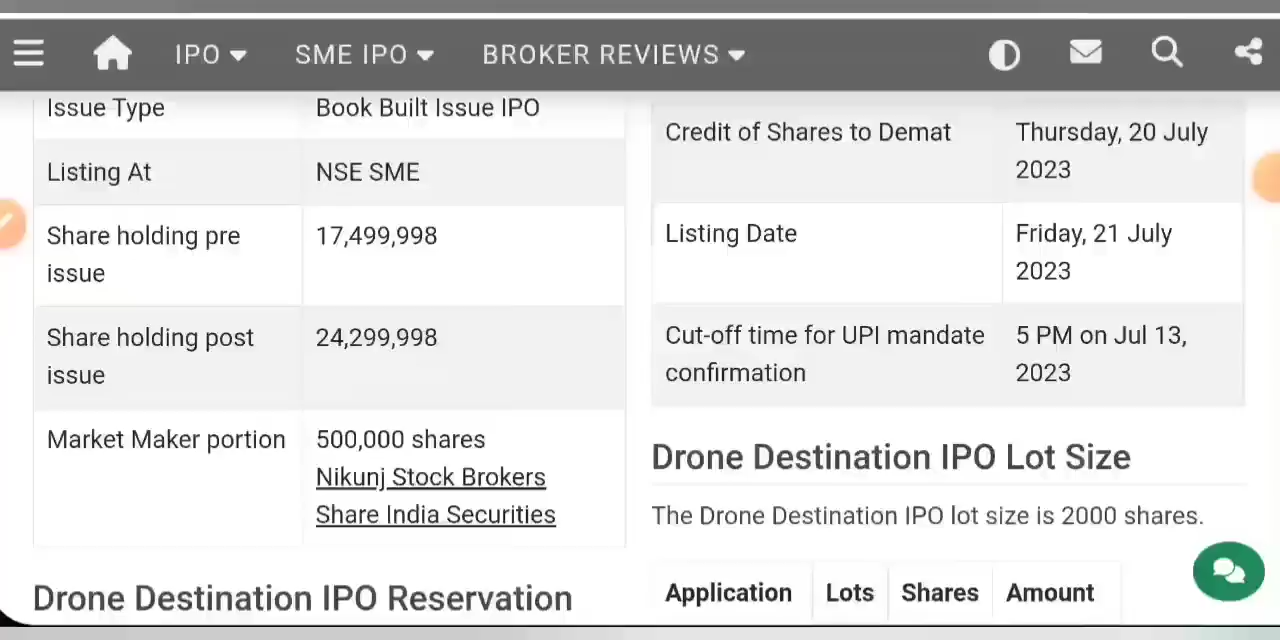 IPO SME IPO BROKER REVIEWS
Issue Type Book Built Issue IPO
Listing At NSE SME
Share holding pre 17,499,998
issue
Share holding post 24,299,998
issue
Market Maker portion 500,000 shares
Nikunj Stock Brokers
Share India Securities
Drone Destination IPO Reservation
Credit of Shares to Demat Thursday, 20 July
2023
Listing Date Friday, 21 July
2023
Cut-off time for UPI mandate 5 PM on Jul 13,
confirmation 2023
Drone Destination IPO Lot Size
The Drone Destination IPO lot size is 2000 shares.
Application Lots Shares Amount